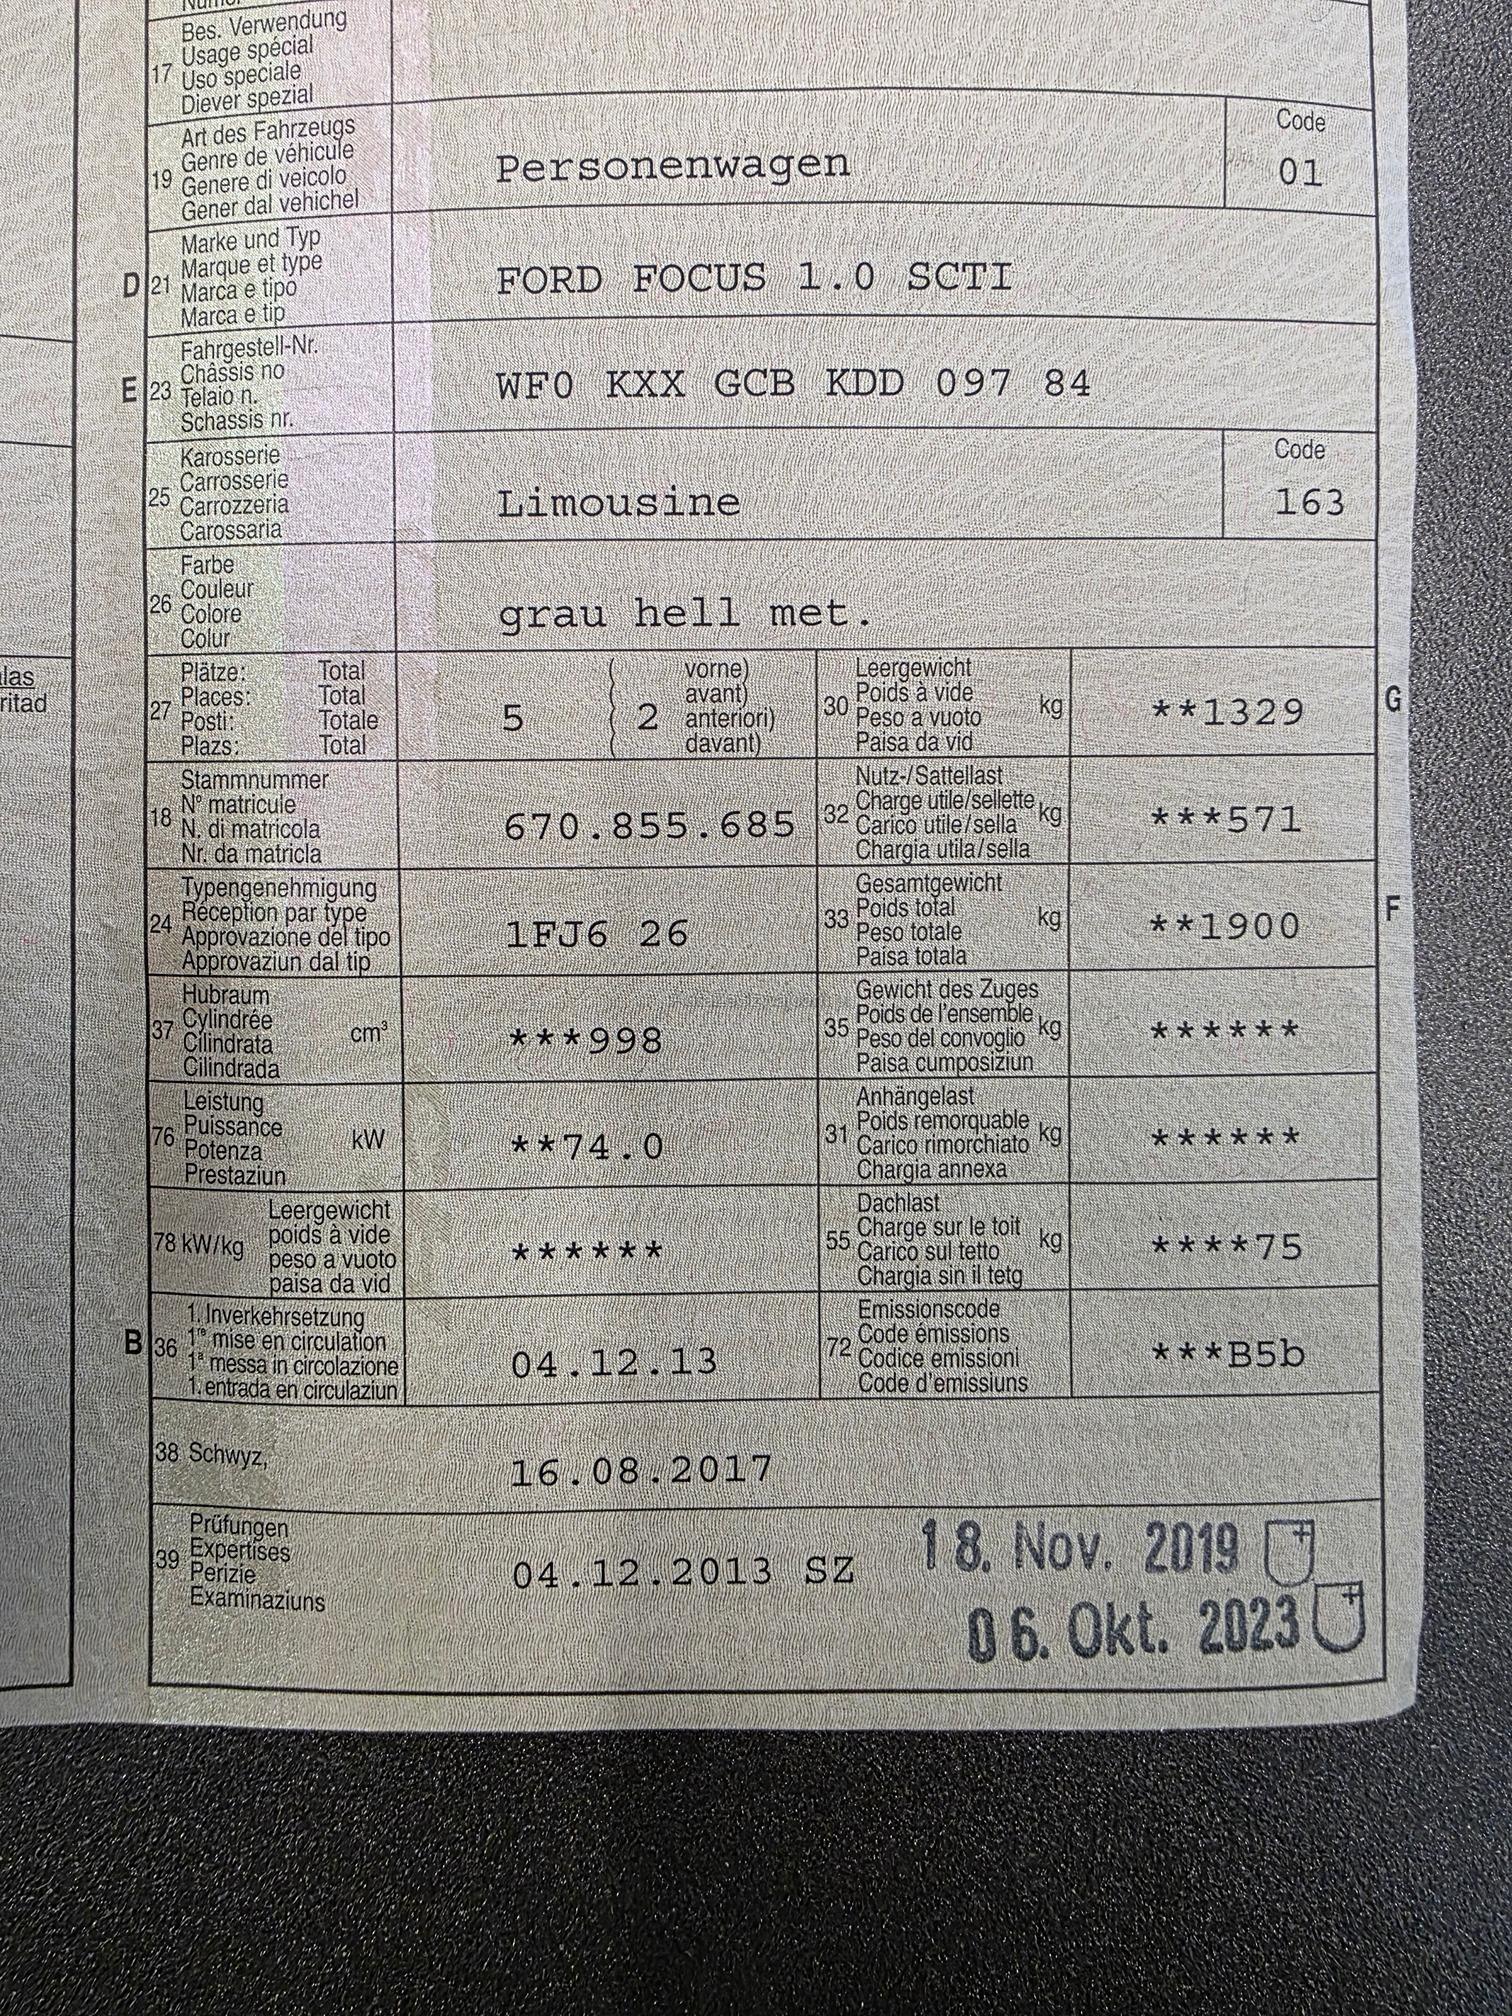 Bes. Verwendung
17 Usage spécial
Uso speciale
Diever spezial
Art des Fahrzeugs
19 Genre de véhicule
Genere di veicolo
Gener dal vehichel
Personenwagen
Code
01
Marke und Typ
D 21 Marque et type
Marca e tipo
Marca e tip
FORD FOCUS 1.0 SCTI
Fahrgestell-Nr.
E 23 Châssis no
Telaio n.
Schassis nr.
WF0 KXX GCB KDD 097 84
Karosserie
25 Carrosserie
Carrozzeria
Carossaria
Limousine
Code
163
Farbe
26 Couleur
Colore
Colur
grau hell met.
Plätze: Total
27 Places: Total
Posti: Totale
Plazs: Total
5 ( 2 vorne)
( avant)
( anteriori)
( davant)
Leergewicht
30 Poids à vide kg
Peso a vuoto
Paisa da vid
**1329
G
Stammnummer
18 N° matricule
N. di matricola
Nr. da matricla
670.855.685
Nutz-/Sattellast
32 Charge utile/sellette kg
Carico utile/sella
Chargia utila/sella
***571
Typengenehmigung
24 Réception par type
Approvazione del tipo
Approvaziun dal tip
1FJ6 26
Gesamtgewicht
33 Poids total kg
Peso totale
Paisa totala
**1900
F
Hubraum
37 Cylindrée cm³
Cilindrata
Cilindrada
***998
Gewicht des Zuges
35 Poids de l'ensemble kg
Peso del convoglio
Paisa cumposiziun
******
Leistung
76 Puissance kW
Potenza
Prestaziun
**74.0
Anhängelast
31 Poids remorquable kg
Carico rimorchiato
Chargia annexa
******
Leergewicht
78 kW/kg poids à vide
peso a vuoto
paisa da vid
******
Dachlast
55 Charge sur le toit kg
Carico sul tetto
Chargia sin il tetg
****75
1. Inverkehrsetzung
B 36 1re mise en circulation
1a messa in circolazione
1. entrada en circulaziun
04.12.13
Emissionscode
72 Code émissions
Codice emissioni
Code d'emissiuns
***B5b
38 Schwyz,
16.08.2017
Prüfungen
39 Expertises
Perizie
Examinaziuns
04.12.2013 SZ
18. Nov. 2019
06. Okt. 2023